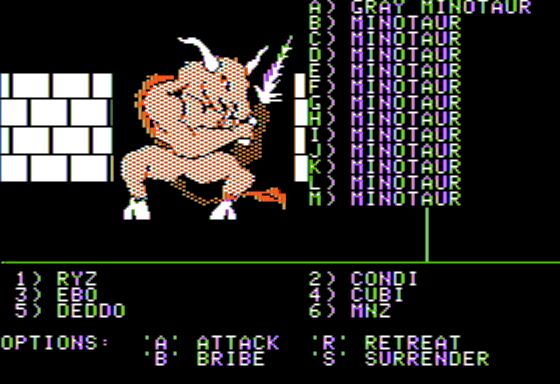 A) GRAY MINOTAUR
B) MINOTAUR
C) MINOTAUR
D) MINOTAUR
E) MINOTAUR
F) MINOTAUR
G) MINOTAUR
H) MINOTAUR
I) MINOTAUR
J) MINOTAUR
K) MINOTAUR
L) MINOTAUR
M) MINOTAUR
1) RYZ 2) CONDI
3) EBO 4) CUBI
5) DEDDO 6) MNZ
OPTIONS: 'A' ATTACK 'R' RETREAT
'B' BRIBE 'S' SURRENDER